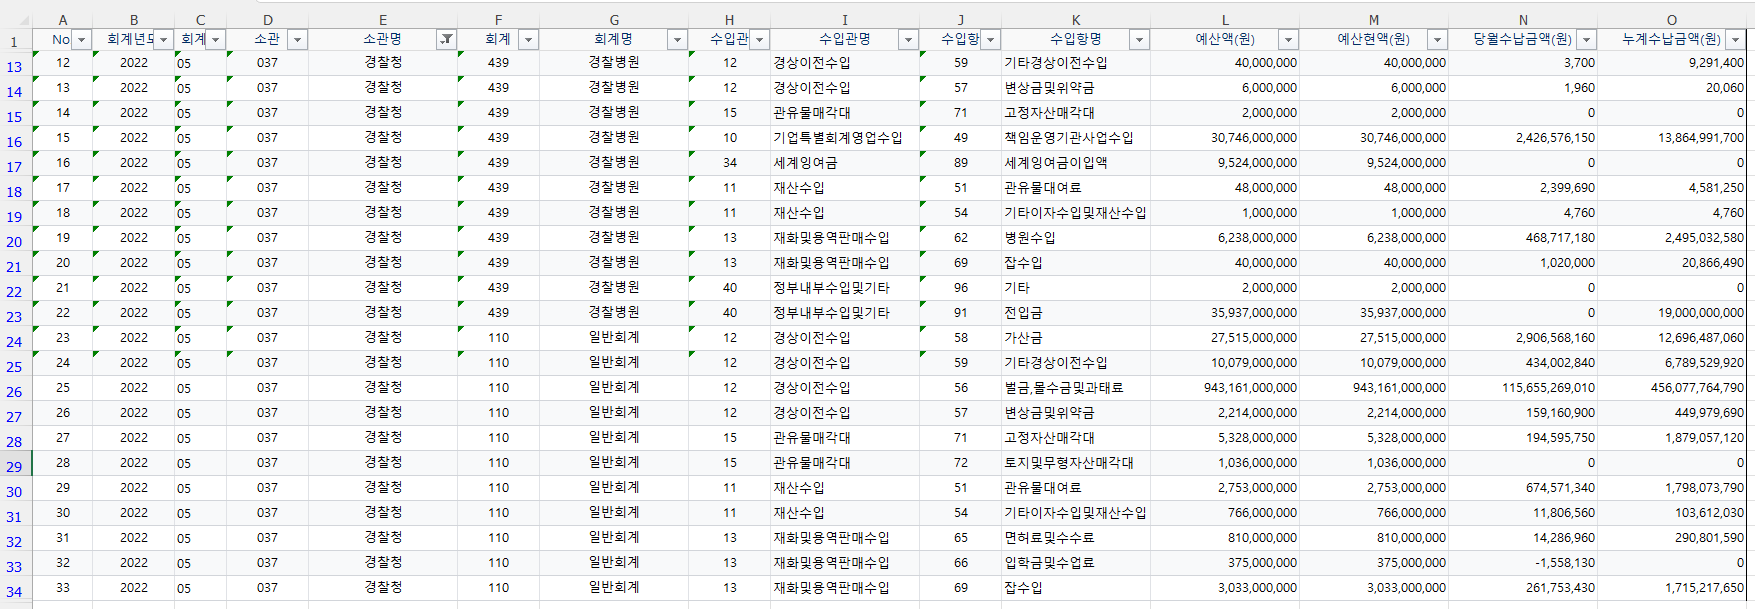 A B C D E F G H I J K L M N O
1 No 회계년도 회계 소관 소관명 회계 회계명 수입관 수입관명 수입항 수입항명 예산액(원) 예산현액(원) 당월수납금액(원) 누계수납금액(원)
13 12 2022 05 037 경찰청 439 경찰병원 12 경상이전수입 59 기타경상이전수입 40,000,000 40,000,000 3,700 9,291,400
14 13 2022 05 037 경찰청 439 경찰병원 12 경상이전수입 57 변상금및위약금 6,000,000 6,000,000 1,960 20,060
15 14 2022 05 037 경찰청 439 경찰병원 15 관유물매각대 71 고정자산매각대 2,000,000 2,000,000 0 0
16 15 2022 05 037 경찰청 439 경찰병원 10 기업특별회계영업수입 49 책임운영기관사업수입 30,746,000,000 30,746,000,000 2,426,576,150 13,864,991,700
17 16 2022 05 037 경찰청 439 경찰병원 34 세계잉여금 89 세계잉여금이입액 9,524,000,000 9,524,000,000 0 0
18 17 2022 05 037 경찰청 439 경찰병원 11 재산수입 51 관유물대여료 48,000,000 48,000,000 2,399,690 4,581,250
19 18 2022 05 037 경찰청 439 경찰병원 11 재산수입 54 기타이자수입및재산수입 1,000,000 1,000,000 4,760 4,760
20 19 2022 05 037 경찰청 439 경찰병원 13 재화및용역판매수입 62 병원수입 6,238,000,000 6,238,000,000 468,717,180 2,495,032,580
21 20 2022 05 037 경찰청 439 경찰병원 13 재화및용역판매수입 69 잡수입 40,000,000 40,000,000 1,020,000 20,866,490
22 21 2022 05 037 경찰청 439 경찰병원 40 정부내부수입및기타 96 기타 2,000,000 2,000,000 0 0
23 22 2022 05 037 경찰청 439 경찰병원 40 정부내부수입및기타 91 전입금 35,937,000,000 35,937,000,000 0 19,000,000,000
24 23 2022 05 037 경찰청 110 일반회계 12 경상이전수입 58 가산금 27,515,000,000 27,515,000,000 2,906,568,160 12,696,487,060
25 24 2022 05 037 경찰청 110 일반회계 12 경상이전수입 59 기타경상이전수입 10,079,000,000 10,079,000,000 434,002,840 6,789,529,920
26 25 2022 05 037 경찰청 110 일반회계 12 경상이전수입 56 벌금,몰수금및과태료 943,161,000,000 943,161,000,000 115,655,269,010 456,077,764,790
27 26 2022 05 037 경찰청 110 일반회계 12 경상이전수입 57 변상금및위약금 2,214,000,000 2,214,000,000 159,160,900 449,979,690
28 27 2022 05 037 경찰청 110 일반회계 15 관유물매각대 71 고정자산매각대 5,328,000,000 5,328,000,000 194,595,750 1,879,057,120
29 28 2022 05 037 경찰청 110 일반회계 15 관유물매각대 72 토지및무형자산매각대 1,036,000,000 1,036,000,000 0 0
30 29 2022 05 037 경찰청 110 일반회계 11 재산수입 51 관유물대여료 2,753,000,000 2,753,000,000 674,571,340 1,798,073,790
31 30 2022 05 037 경찰청 110 일반회계 11 재산수입 54 기타이자수입및재산수입 766,000,000 766,000,000 11,806,560 103,612,030
32 31 2022 05 037 경찰청 110 일반회계 13 재화및용역판매수입 65 면허료및수수료 810,000,000 810,000,000 14,286,960 290,801,590
33 32 2022 05 037 경찰청 110 일반회계 13 재화및용역판매수입 66 입학금및수업료 375,000,000 375,000,000 -1,558,130 0
34 33 2022 05 037 경찰청 110 일반회계 13 재화및용역판매수입 69 잡수입 3,033,000,000 3,033,000,000 261,753,430 1,715,217,650